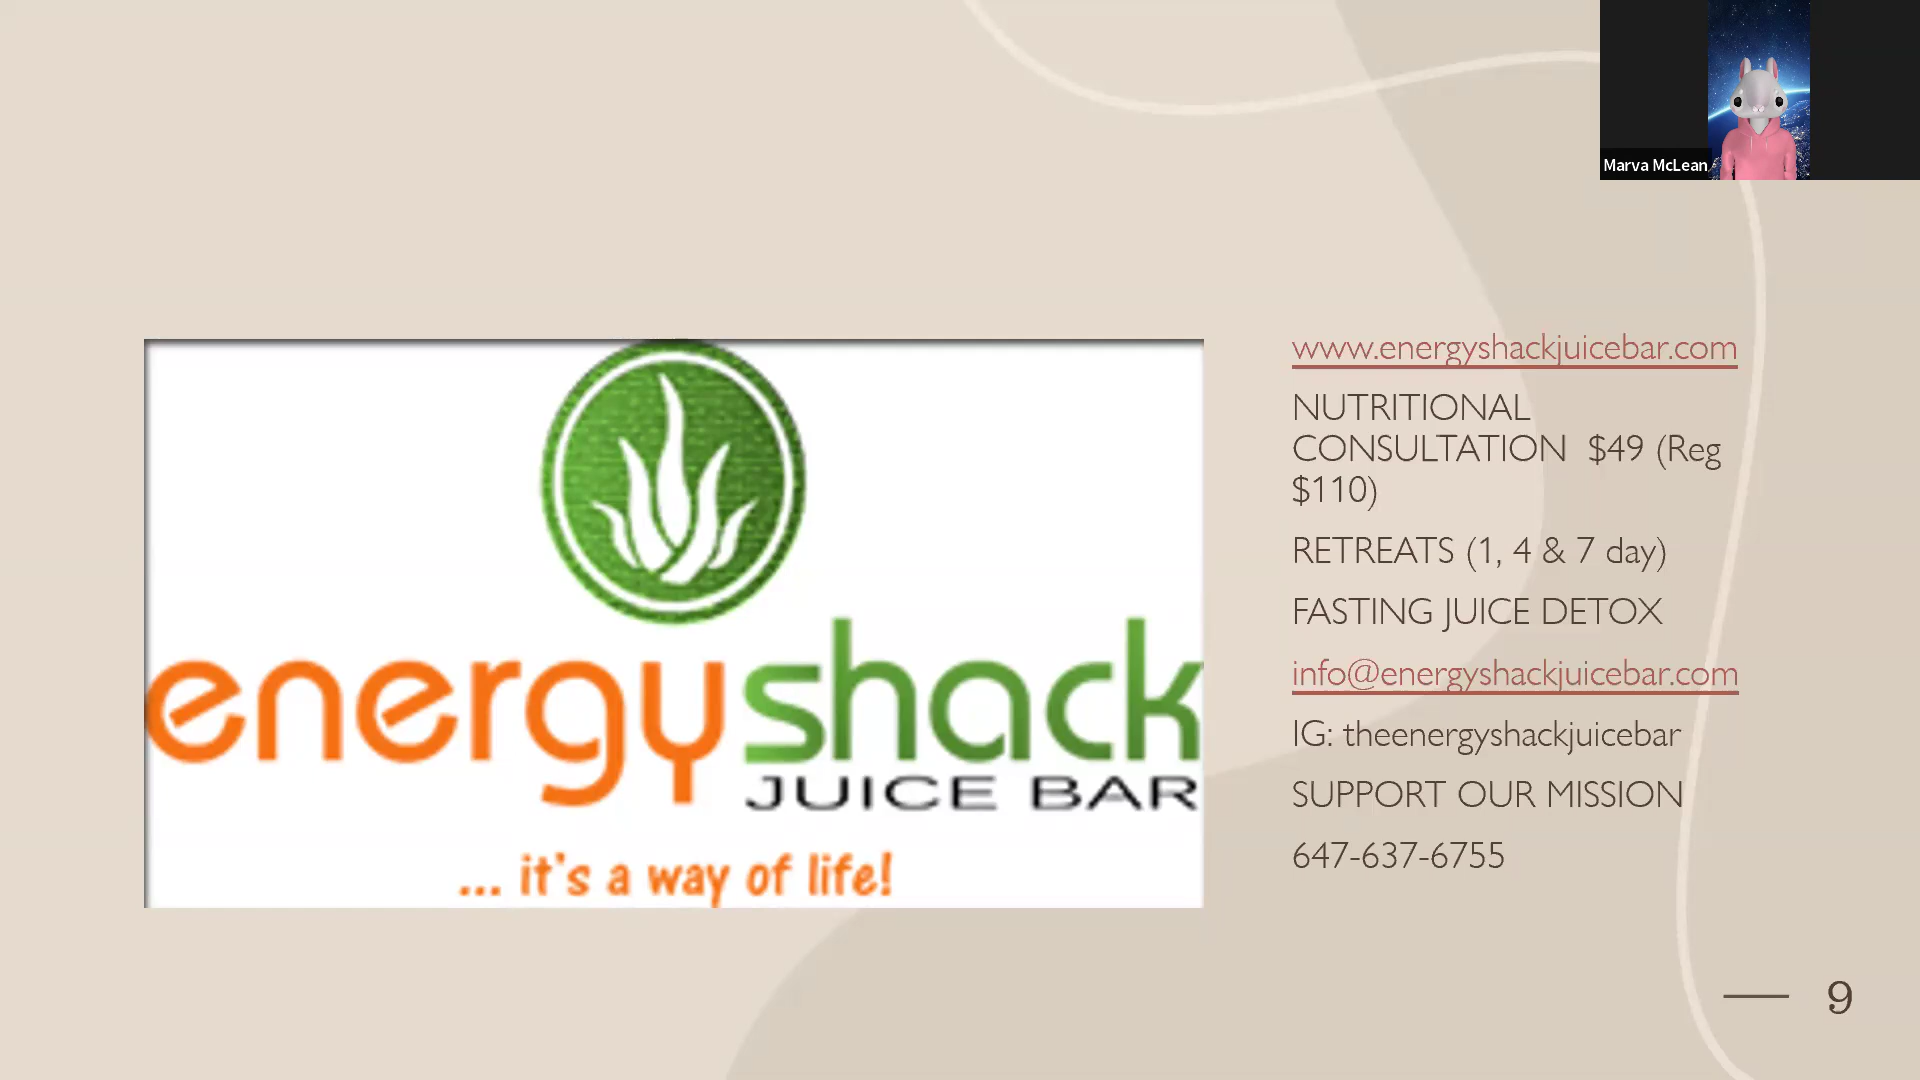 Marva McLean
energyshack
JUICE BAR
... it's a way of life!
www.energyshackjuicebar.com
NUTRITIONAL
CONSULTATION $49 (Reg
$110)
RETREATS (1, 4 & 7 day)
FASTING JUICE DETOX
info@energyshackjuicebar.com
IG: theenergyshackjuicebar
SUPPORT OUR MISSION
647-637-6755
9